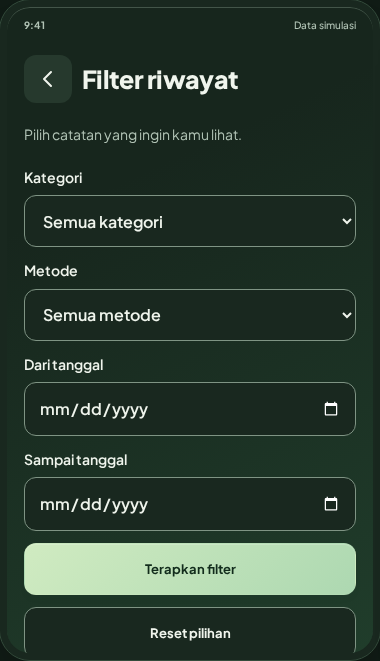 9:41
Data simulasi
Filter riwayat
Pilih catatan yang ingin kamu lihat.
Kategori
Semua kategori
Metode
Semua metode
Dari tanggal
mm/dd/yyyy
Sampai tanggal
mm/dd/yyyy
Terapkan filter
Reset pilihan